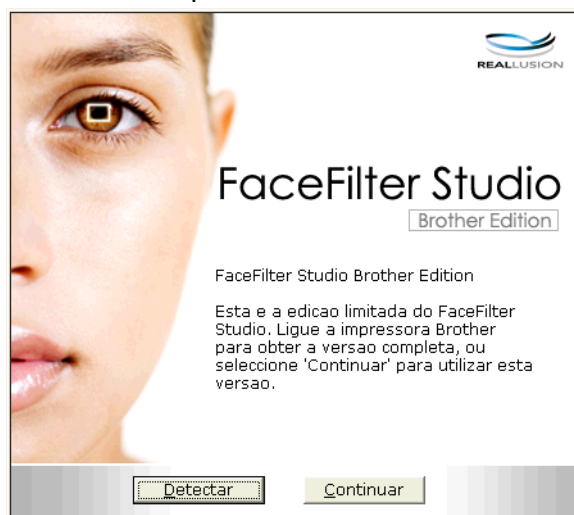 REALLUSION
FaceFilter Studio
Brother Edition
FaceFilter Studio Brother Edition
Esta e a edicao limitada do FaceFilter
Studio. Ligue a impressora Brother
para obter a versao completa, ou
seleccione 'Continuar' para utilizar esta
versao.
Detectar Continuar